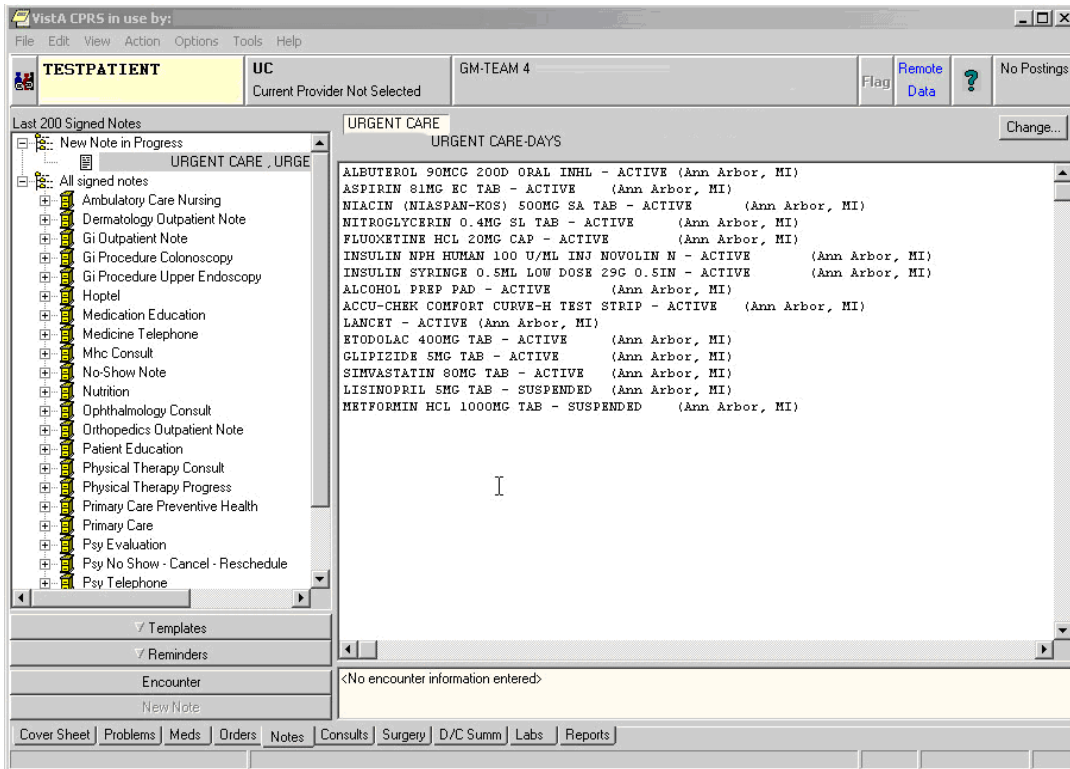 VistA CPRS in use by:
File Edit View Action Options Tools Help
TESTPATIENT
UC
Current Provider Not Selected
GM-TEAM 4
Flag
Remote
Data
?
No Postings
Last 200 Signed Notes
New Note in Progress
URGENT CARE , URGE
All signed notes
Ambulatory Care Nursing
Dermatology Outpatient Note
Gi Outpatient Note
Gi Procedure Colonoscopy
Gi Procedure Upper Endoscopy
Hoptel
Medication Education
Medicine Telephone
Mhc Consult
No-Show Note
Nutrition
Ophthalmology Consult
Orthopedics Outpatient Note
Patient Education
Physical Therapy Consult
Physical Therapy Progress
Primary Care Preventive Health
Primary Care
Psy Evaluation
Psy No Show - Cancel - Reschedule
Psy Telephone
Templates
Reminders
Encounter
New Note
URGENT CARE
URGENT CARE-DAYS
Change...
ALBUTEROL 90MCG 200D ORAL INHL - ACTIVE (Ann Arbor, MI)
ASPIRIN 81MG EC TAB - ACTIVE (Ann Arbor, MI)
NIACIN (NIASPAN-KOS) 500MG SA TAB - ACTIVE (Ann Arbor, MI)
NITROGLYCERIN 0.4MG SL TAB - ACTIVE (Ann Arbor, MI)
FLUOXETINE HCL 20MG CAP - ACTIVE (Ann Arbor, MI)
INSULIN NPH HUMAN 100 U/ML INJ NOVOLIN N - ACTIVE (Ann Arbor, MI)
INSULIN SYRINGE 0.5ML LOW DOSE 29G 0.5IN - ACTIVE (Ann Arbor, MI)
ALCOHOL PREP PAD - ACTIVE (Ann Arbor, MI)
ACCU-CHEK COMFORT CURVE-H TEST STRIP - ACTIVE (Ann Arbor, MI)
LANCET - ACTIVE (Ann Arbor, MI)
ETODOLAC 400MG TAB - ACTIVE (Ann Arbor, MI)
GLIPIZIDE 5MG TAB - ACTIVE (Ann Arbor, MI)
SIMVASTATIN 80MG TAB - ACTIVE (Ann Arbor, MI)
LISINOPRIL 5MG TAB - SUSPENDED (Ann Arbor, MI)
METFORMIN HCL 1000MG TAB - SUSPENDED (Ann Arbor, MI)
<No encounter information entered>
Cover Sheet Problems Meds Orders Notes Consults Surgery D/C Summ Labs Reports